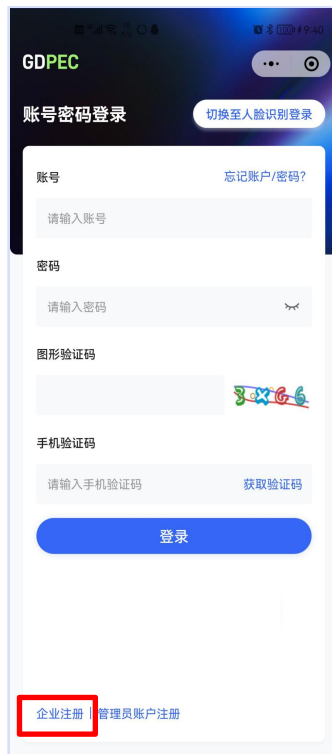 9:40
GDPEC
账号密码登录
切换至人脸识别登录
账号
忘记账户/密码?
请输入账号
密码
请输入密码
图形验证码
3XG6
手机验证码
请输入手机验证码
获取验证码
登录
企业注册 | 管理员账户注册